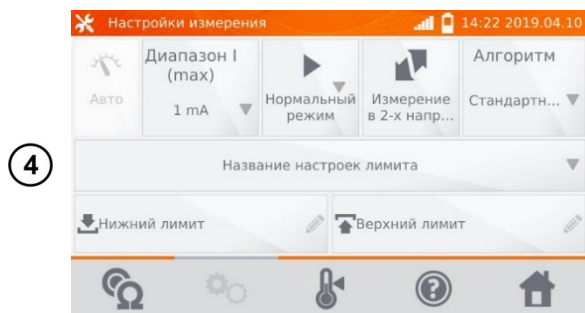 Настройки измерения 14:22 2019.04.10
Авто
Диапазон I
(max)
1 mA
Нормальный
режим
Измерение
в 2-х напр...
Алгоритм
Стандартн...
4
Название настроек лимита
Нижний лимит
Верхний лимит